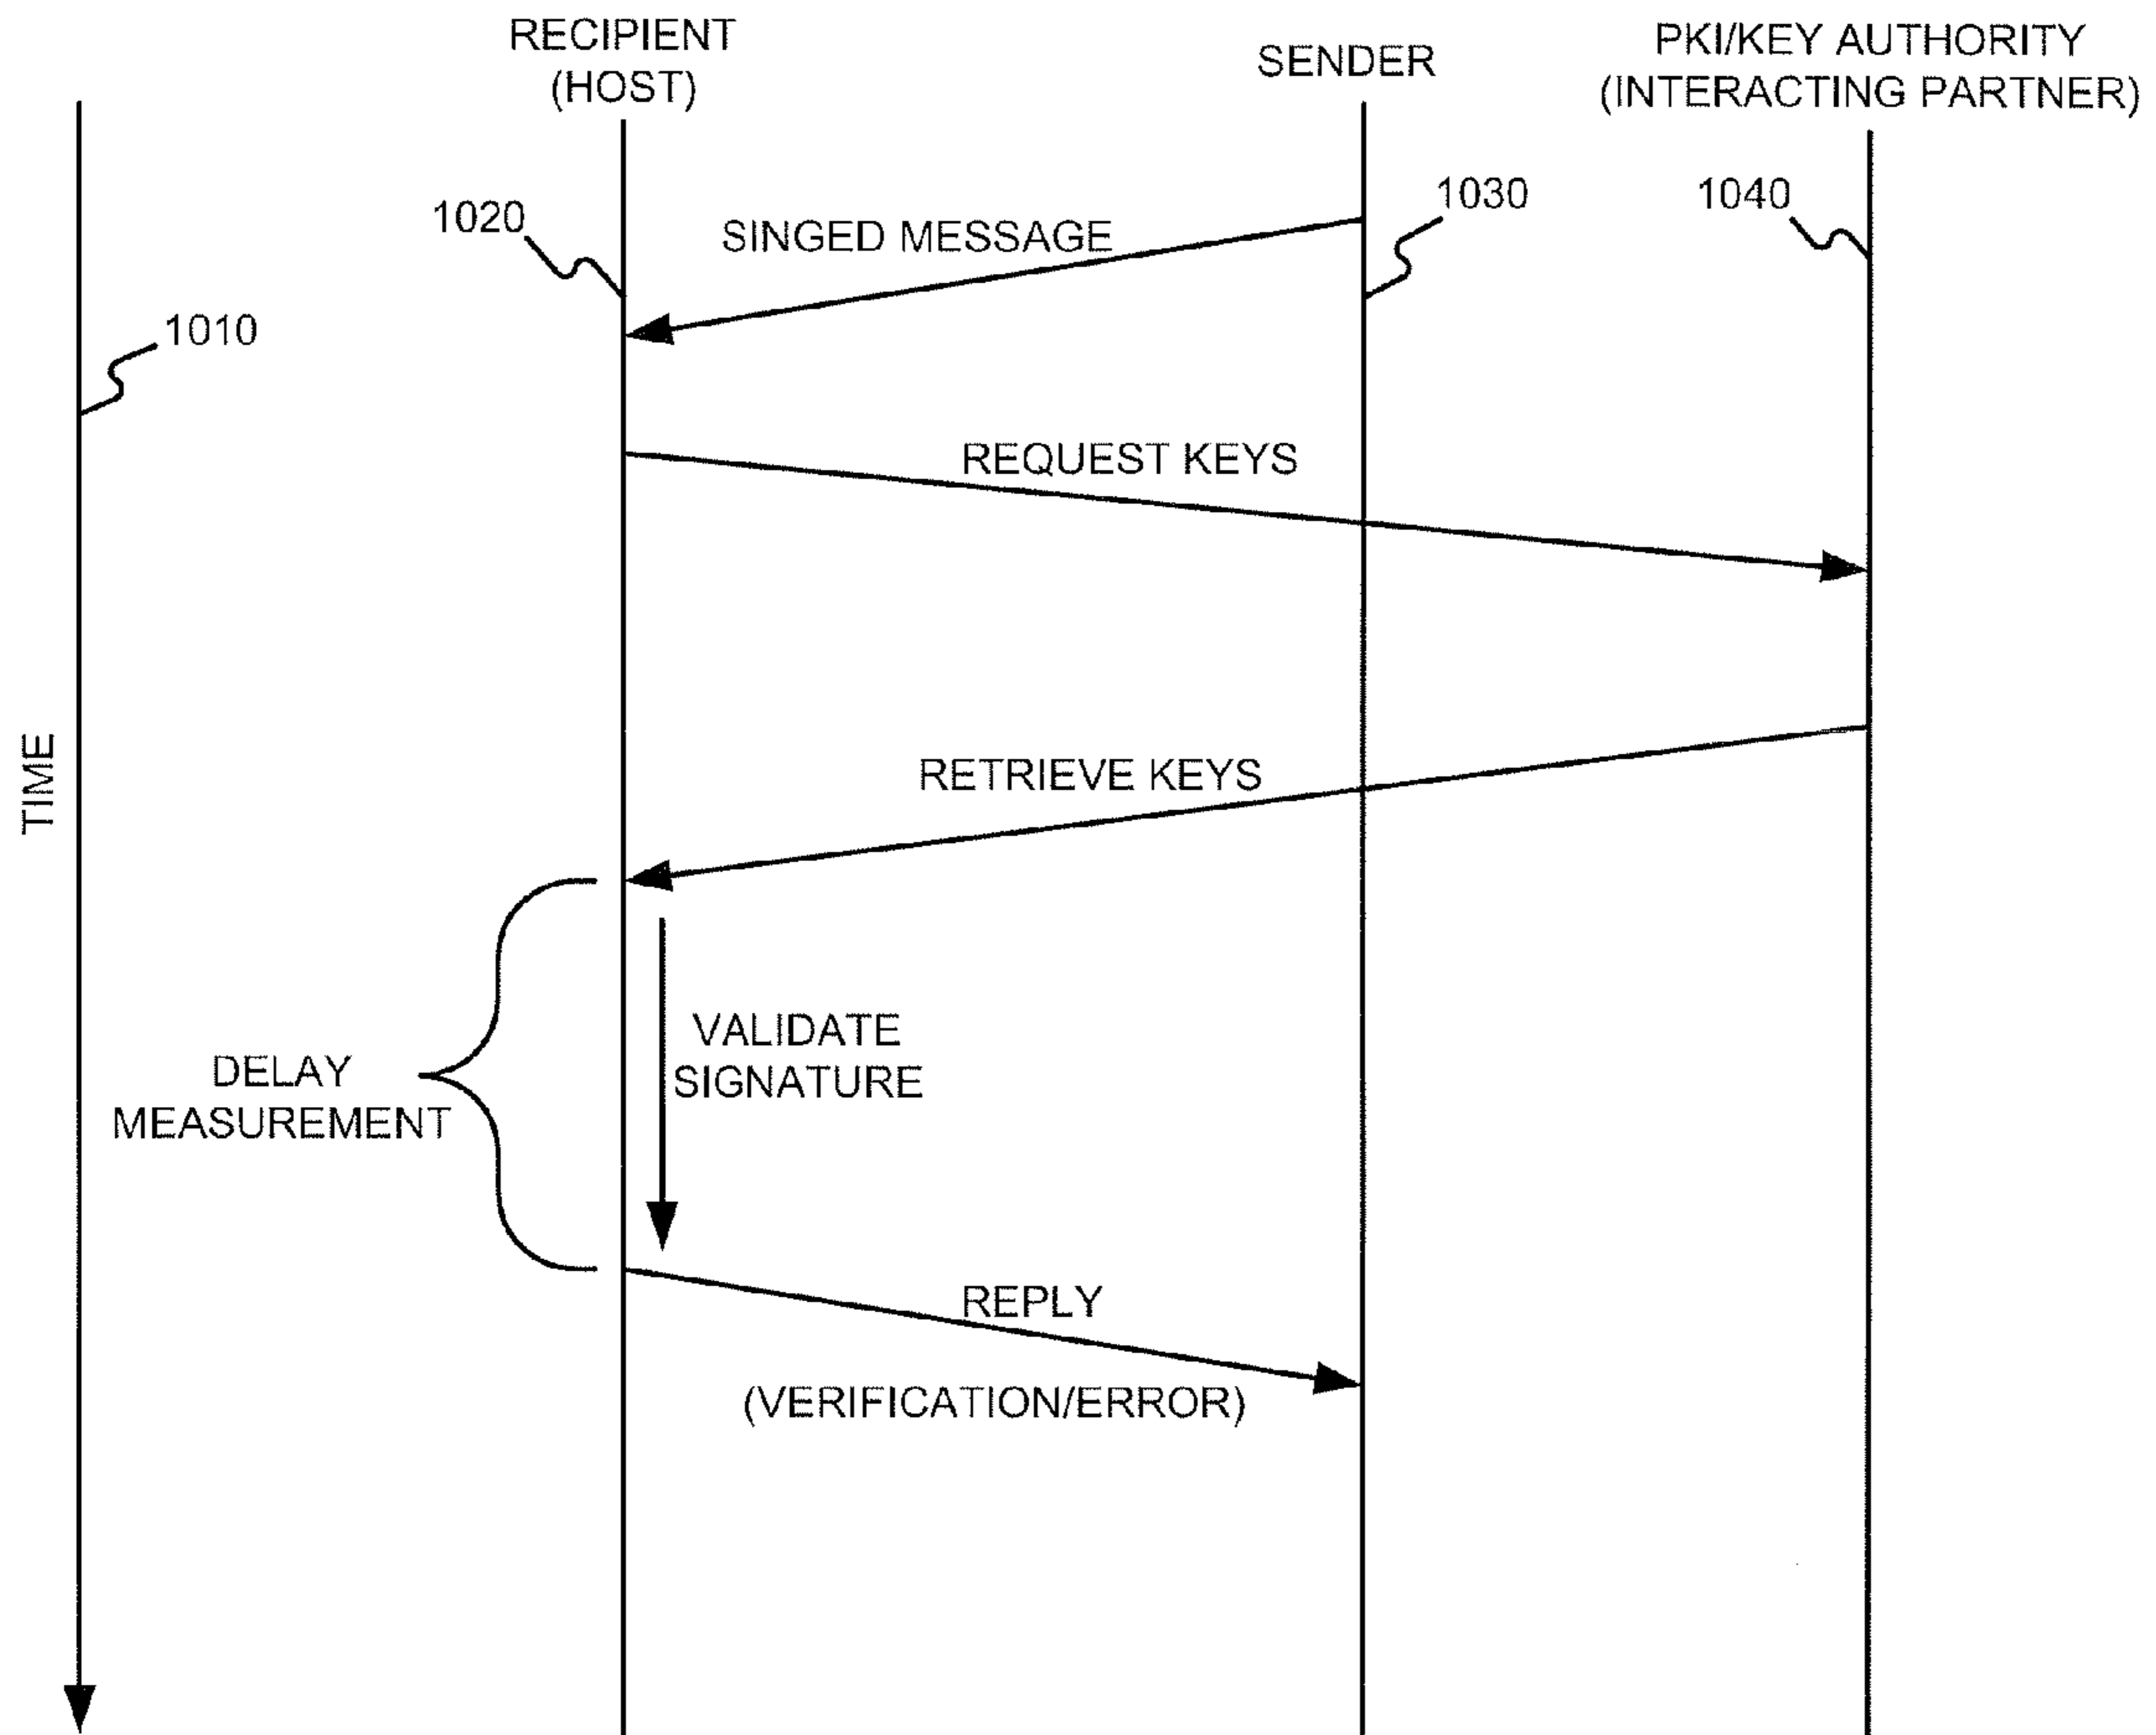 RECIPIENT
(HOST)
SENDER
PKI/KEY AUTHORITY
(INTERACTING PARTNER)
1020
1030
1040
SINGED MESSAGE
1010
REQUEST KEYS
TIME
RETRIEVE KEYS
VALIDATE
SIGNATURE
DELAY
MEASUREMENT
REPLY
(VERIFICATION/ERROR)